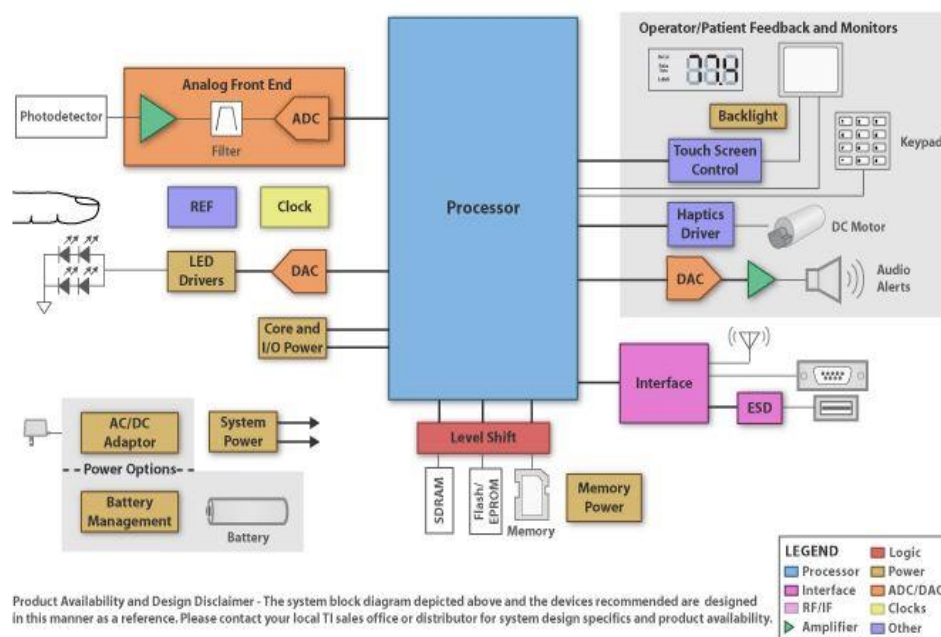 Operator/Patient Feedback and Monitors
77.8
Backlight
Touch Screen
Control
Keypad
Haptics
Driver
DC Motor
DAC
Audio
Alerts
Analog Front End
Photodetector
ADC
Filter
REF
Clock
Processor
LED
Drivers
DAC
Core and
I/O Power
Interface
ESD
AC/DC
Adaptor
System
Power
Power Options
Battery
Management
Battery
Level Shift
SDRAM
Flash/
EPROM
Memory
Memory
Power
LEGEND
Processor
Interface
RF/IF
Amplifier
Logic
Power
ADC/DAC
Clocks
Other
Product Availability and Design Disclaimer - The system block diagram depicted above and the devices recommended are designed
in this manner as a reference. Please contact your local TI sales office or distributor for system design specifics and product availability.